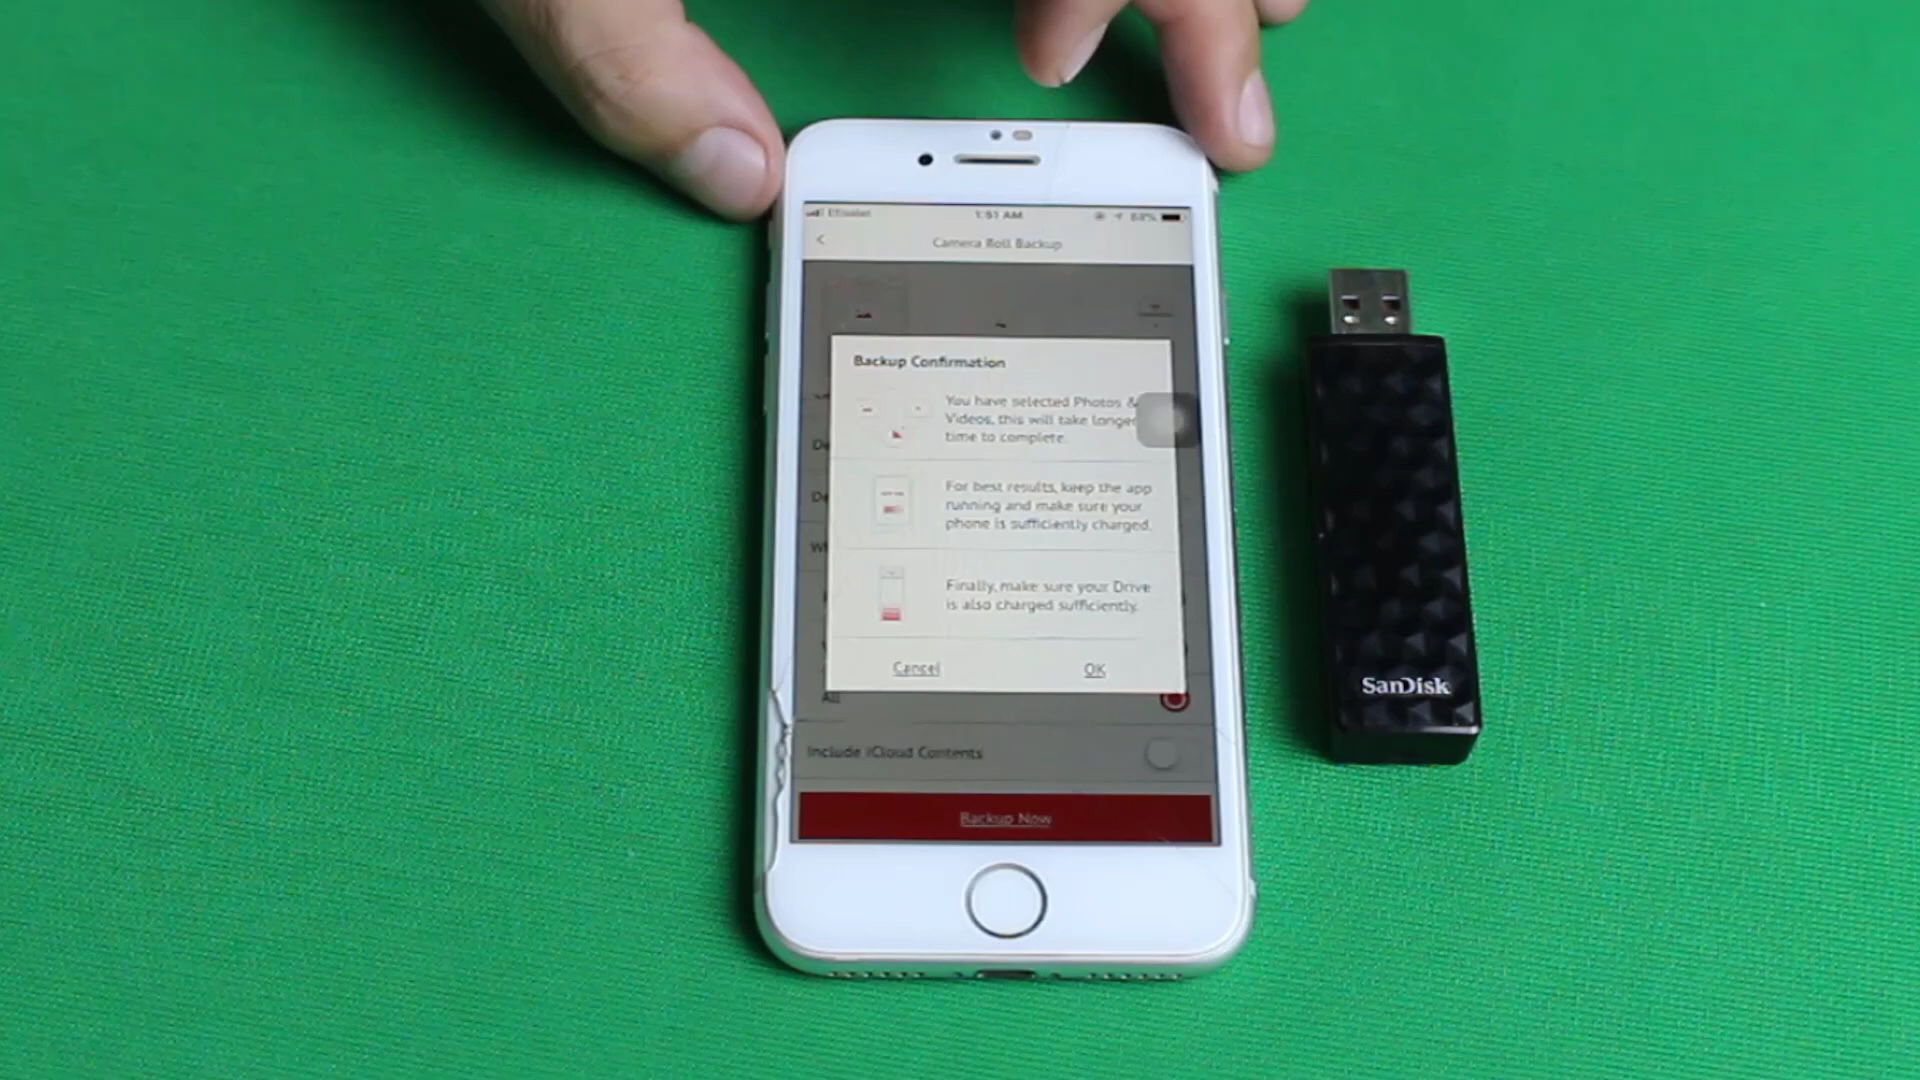 Etisalat 1:51 AM
Camera Roll Backup
Backup Confirmation
You have selected Photos &
Videos, this will take longer
time to complete.
For best results, keep the app
running and make sure your
phone is sufficiently charged.
Finally, make sure your Drive
is also charged sufficiently.
Cancel OK
All
Include iCloud Contents
Backup Now
SanDisk